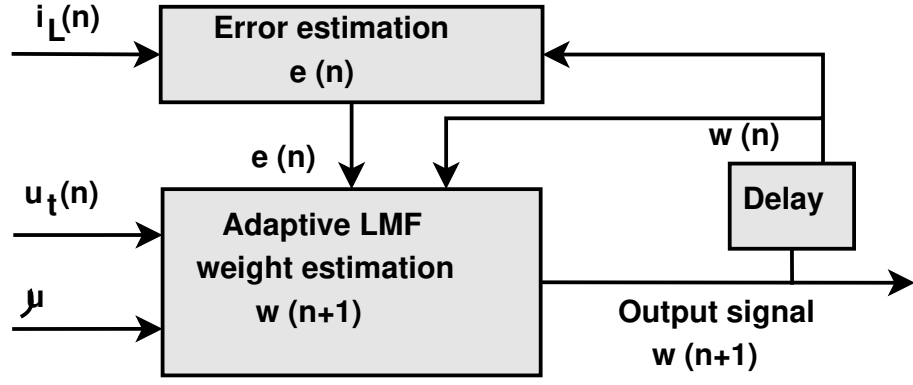 i_L(n)
Error estimation
e (n)
w (n)
e (n)
u_t(n)
Delay
Adaptive LMF
weight estimation
w (n+1)
μ
Output signal
w (n+1)